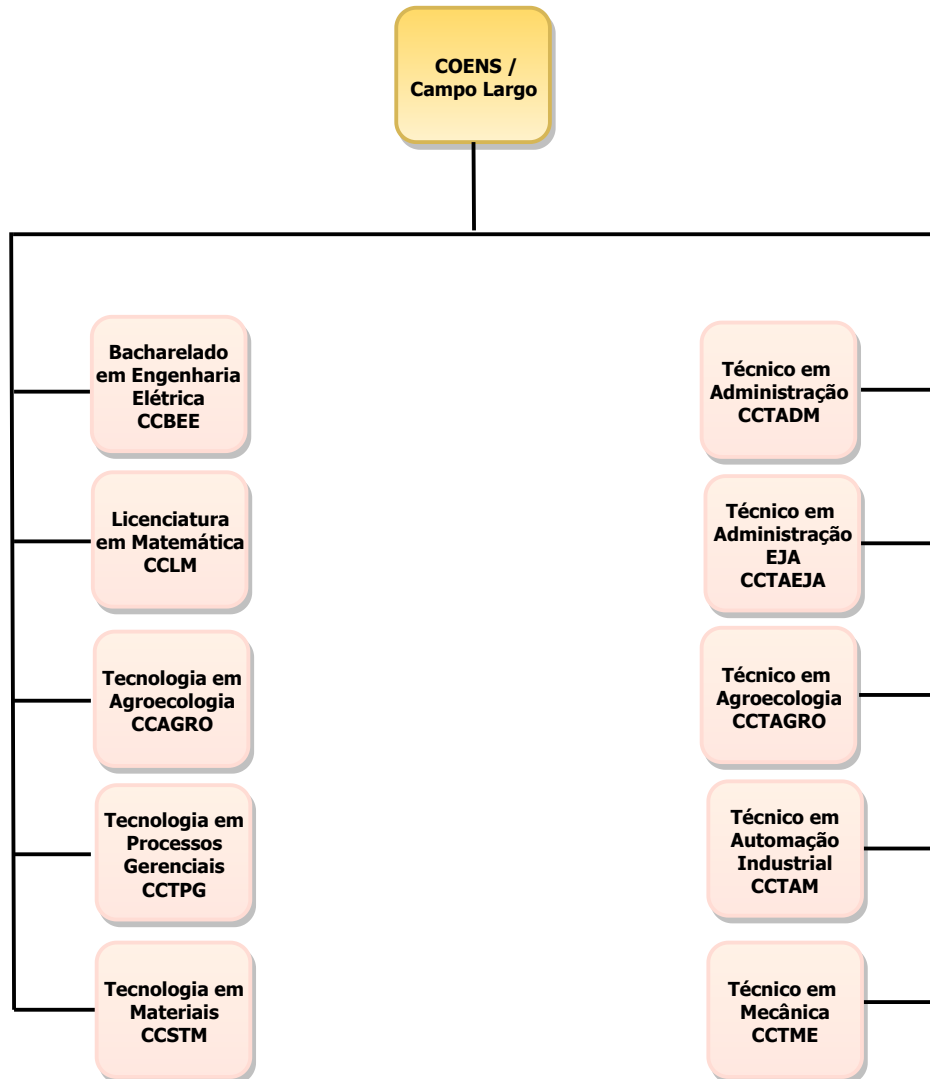 COENS /
Campo Largo
Bacharelado
em Engenharia
Elétrica
CCBEE
Licenciatura
em Matemática
CCLM
Tecnologia em
Agroecologia
CCAGRO
Tecnologia em
Processos
Gerenciais
CCTPG
Tecnologia em
Materiais
CCSTM
Técnico em
Administração
CCTADM
Técnico em
Administração
EJA
CCTAEJA
Técnico em
Agroecologia
CCTAGRO
Técnico em
Automação
Industrial
CCTAM
Técnico em
Mecânica
CCTME